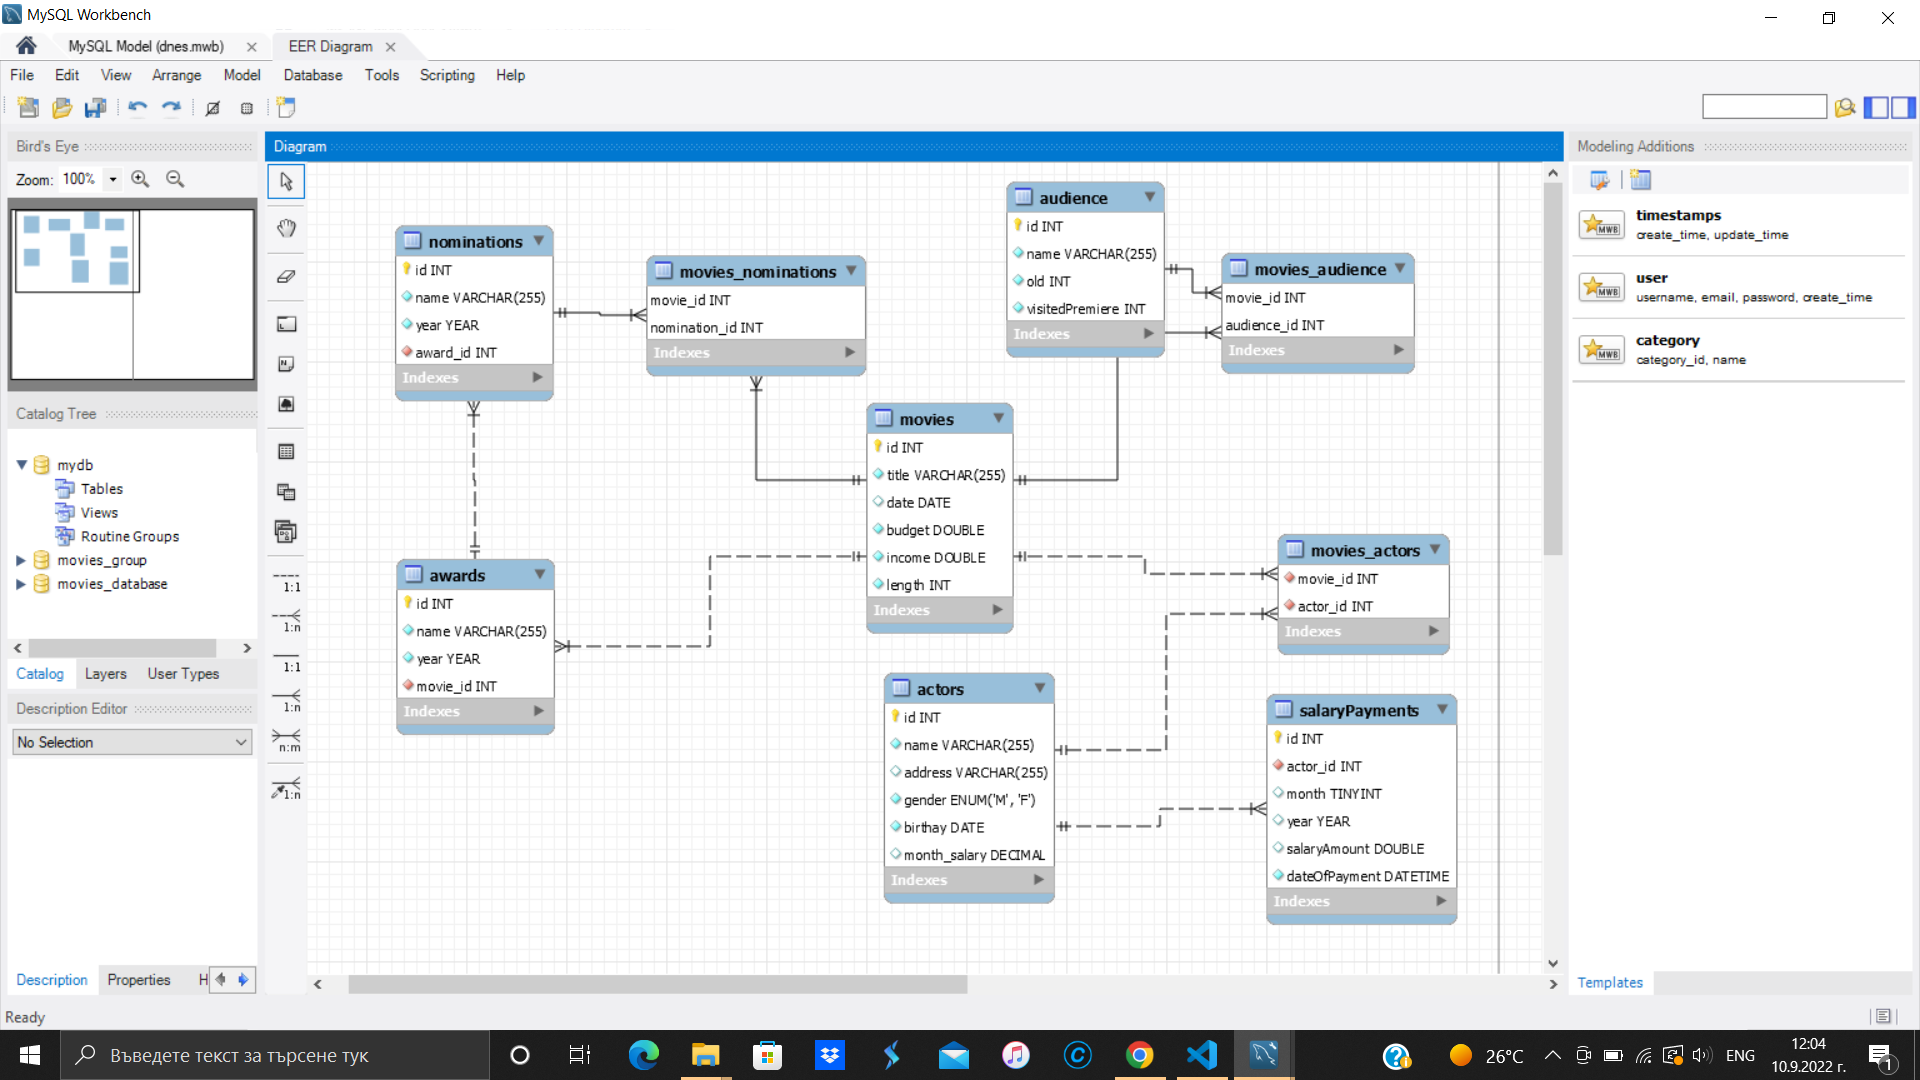 MySQL Workbench
MySQL Model (dnes.mwb)
EER Diagram
File Edit View Arrange Model Database Tools Scripting Help
Bird's Eye
Zoom: 100%
Catalog Tree
mydb
Tables
Views
Routine Groups
movies_group
movies_database
Catalog Layers User Types
Description Editor
No Selection
Description Properties H
Ready
Diagram
1:1
1:n
1:1
1:n
n:m
1:n
nominations
id INT
name VARCHAR(255)
year YEAR
award_id INT
Indexes
movies_nominations
movie_id INT
nomination_id INT
Indexes
audience
id INT
name VARCHAR(255)
old INT
visitedPremiere INT
Indexes
movies_audience
movie_id INT
audience_id INT
Indexes
movies
id INT
title VARCHAR(255)
date DATE
budget DOUBLE
income DOUBLE
length INT
Indexes
awards
id INT
name VARCHAR(255)
year YEAR
movie_id INT
Indexes
movies_actors
movie_id INT
actor_id INT
Indexes
actors
id INT
name VARCHAR(255)
address VARCHAR(255)
gender ENUM('M', 'F')
birthay DATE
month_salary DECIMAL
Indexes
salaryPayments
id INT
actor_id INT
month TINYINT
year YEAR
salaryAmount DOUBLE
dateOfPayment DATETIME
Indexes
Modeling Additions
MWB
timestamps
create_time, update_time
MWB
user
username, email, password, create_time
MWB
category
category_id, name
Templates
Въведете текст за търсене тук
26°C
ENG
12:04
10.9.2022 г.
1